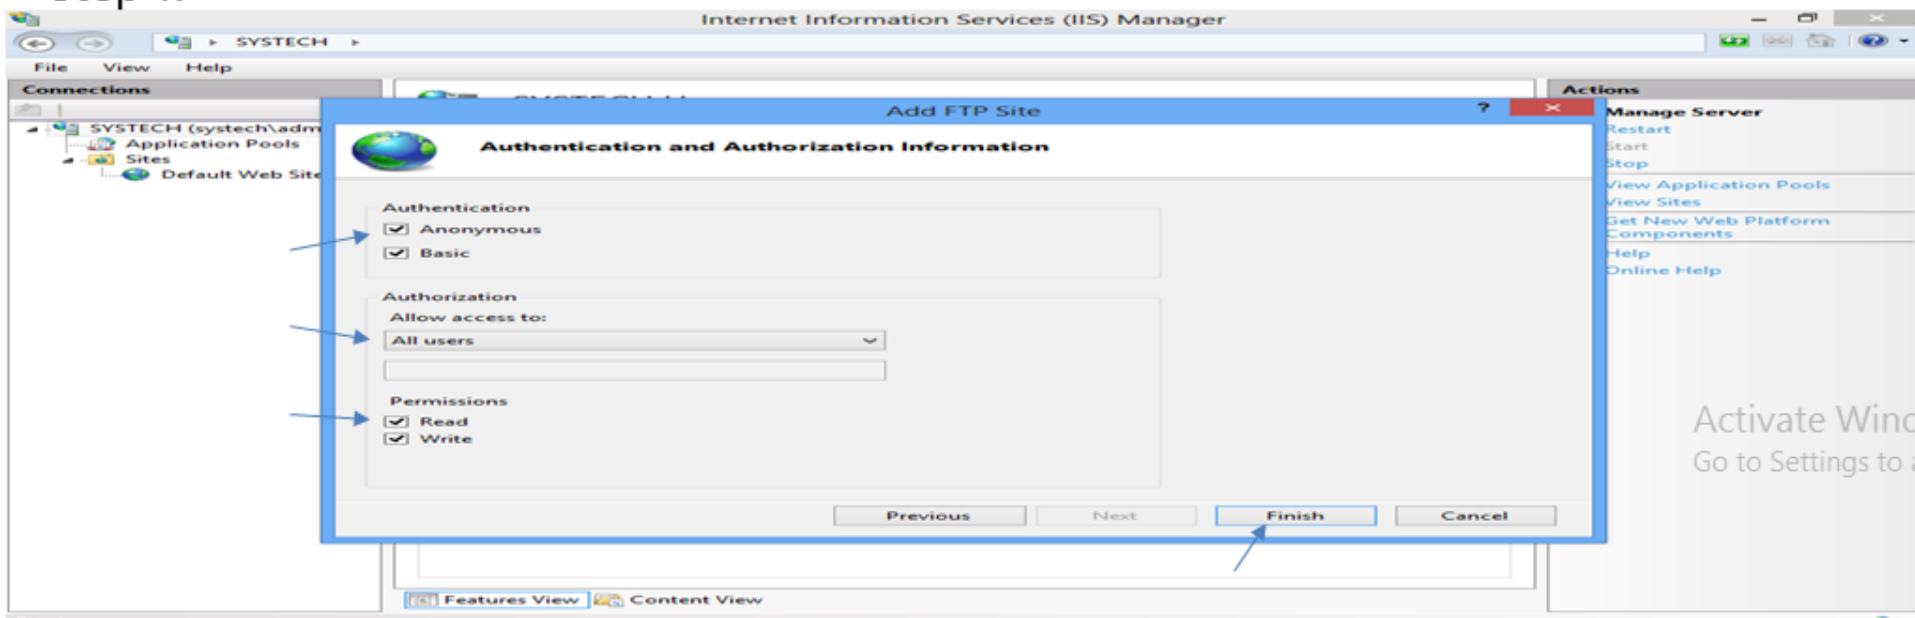 Internet Information Services (IIS) Manager
SYSTECH
File View Help
Connections
SYSTECH (systech\adm
Application Pools
Sites
Default Web Site
Add FTP Site ?
Authentication and Authorization Information
Authentication
Anonymous
Basic
Authorization
Allow access to:
All users
Permissions
Read
Write
Previous Next Finish Cancel
Features View Content View
Actions
Manage Server
Restart
Start
Stop
View Application Pools
View Sites
Get New Web Platform
Components
Help
Online Help
Activate Wind
Go to Settings to a